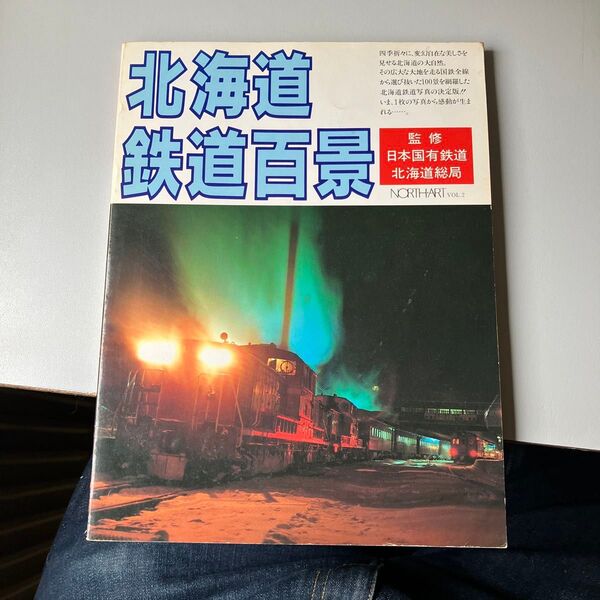 北海道
鉄道百景
四季折々に、変幻自在な美しさを
見せる北海道の大自然。
その広大な大地を走る国鉄全線
から選び抜いた100景を網羅した
北海道鉄道写真の決定版!!
いま、1枚の写真から感動が生ま
れる……。
監修
日本国有鉄道
北海道総局
NORTH-ART VOL.2